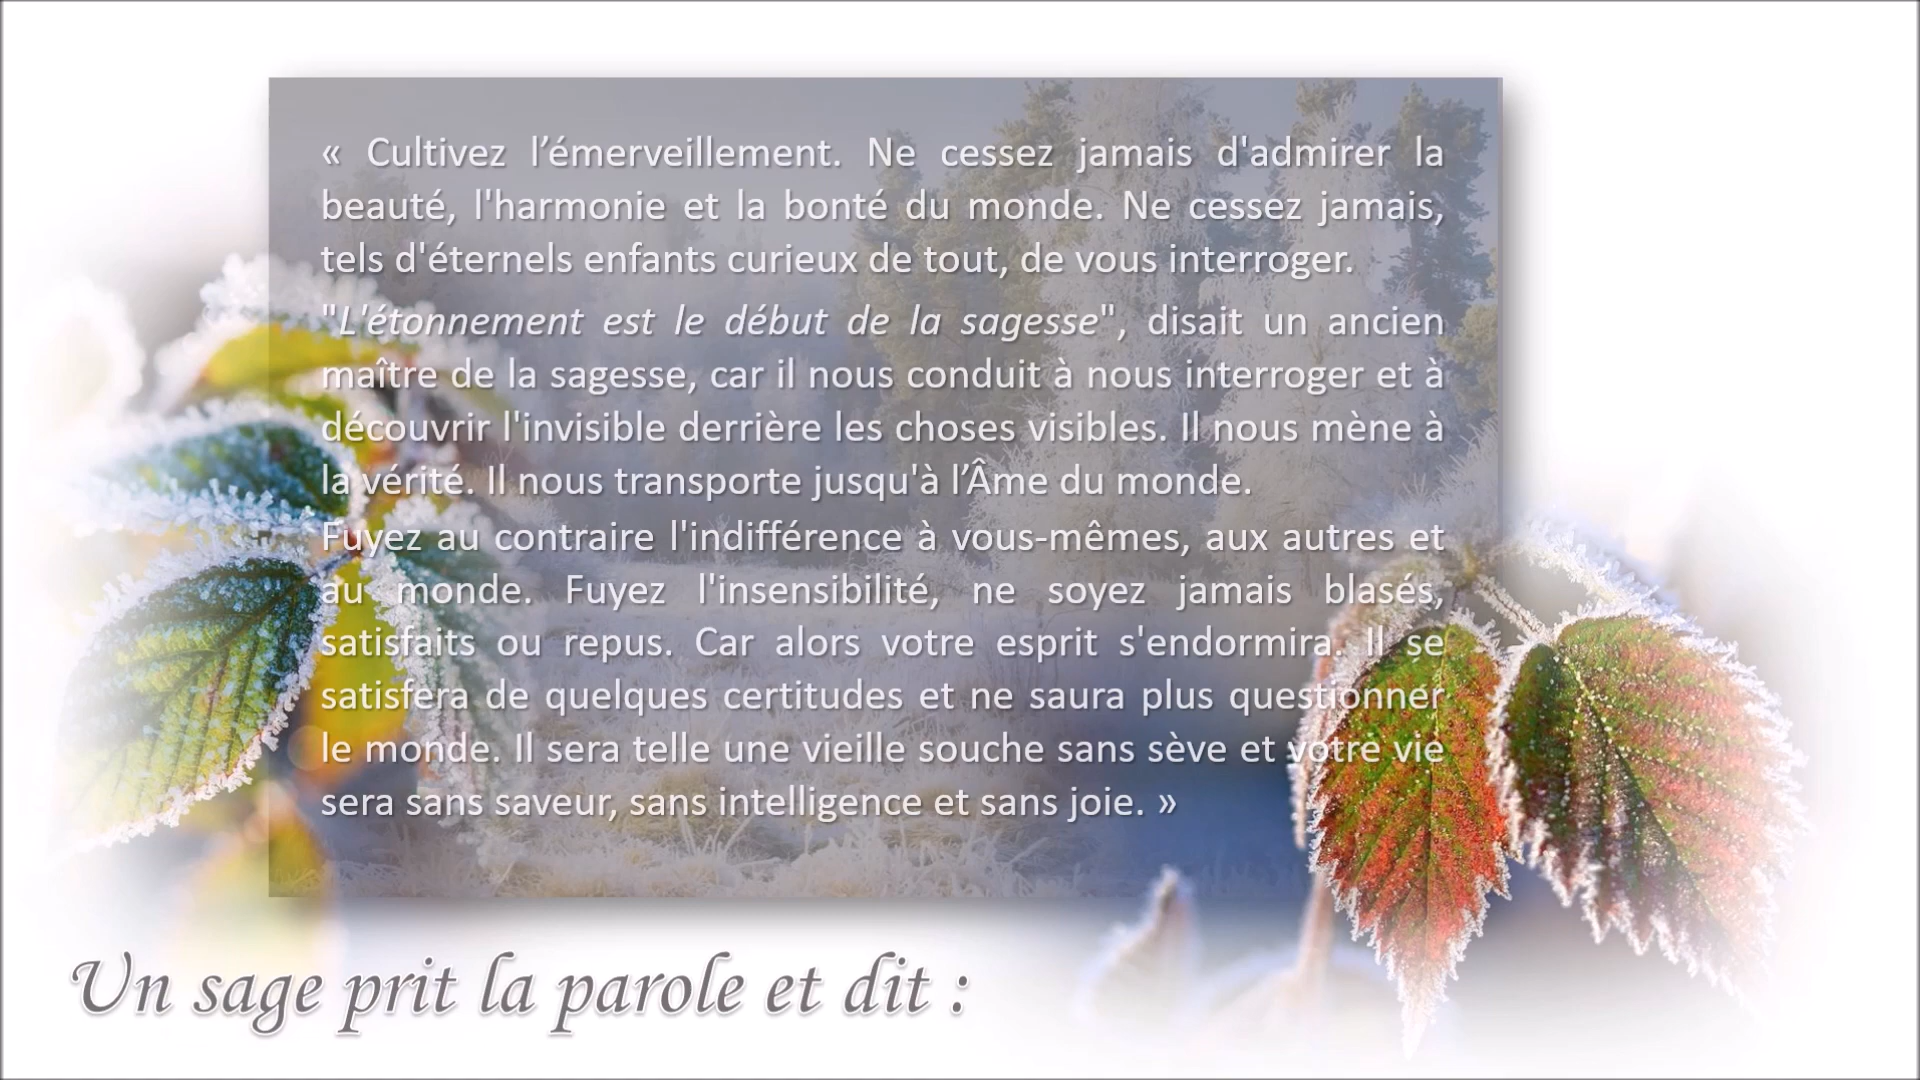 « Cultivez l’émerveillement. Ne cessez jamais d'admirer la
beauté, l'harmonie et la bonté du monde. Ne cessez jamais,
tels d'éternels enfants curieux de tout, de vous interroger.
"L'étonnement est le début de la sagesse", disait un ancien
maître de la sagesse, car il nous conduit à nous interroger et à
découvrir l'invisible derrière les choses visibles. Il nous mène à
la vérité. Il nous transporte jusqu'à l’Âme du monde.
Fuyez au contraire l'indifférence à vous-mêmes, aux autres et
au monde. Fuyez l'insensibilité, ne soyez jamais blasés,
satisfaits ou repus. Car alors votre esprit s'endormira. Il se
satisfera de quelques certitudes et ne saura plus questionner
le monde. Il sera telle une vieille souche sans sève et votre vie
sera sans saveur, sans intelligence et sans joie. »
Un sage prit la parole et dit :